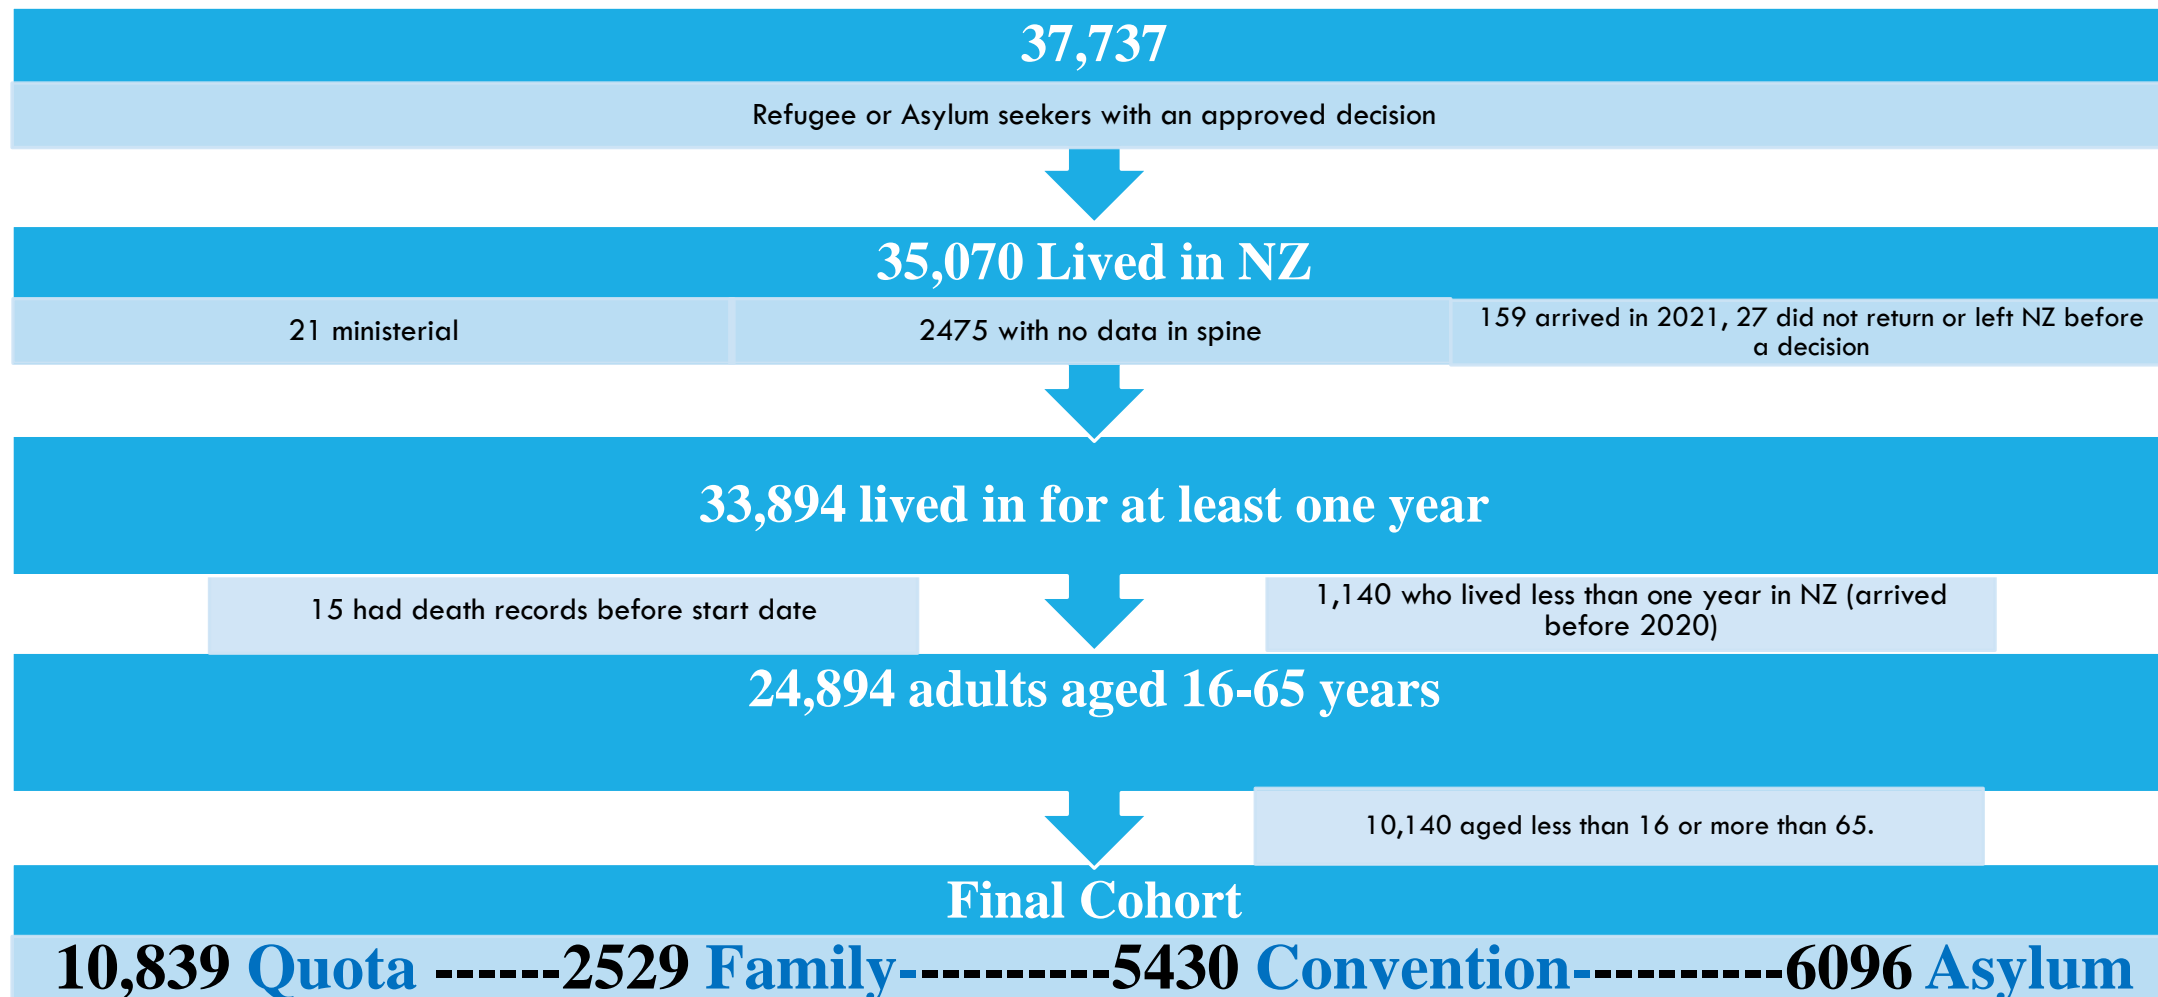 37,737
Refugee or Asylum seekers with an approved decision
35,070 Lived in NZ
21 ministerial
2475 with no data in spine
159 arrived in 2021, 27 did not return or left NZ before
a decision
33,894 lived in for at least one year
15 had death records before start date
1,140 who lived less than one year in NZ (arrived
before 2020)
24,894 adults aged 16-65 years
10,140 aged less than 16 or more than 65.
Final Cohort
10,839 Quota ------2529 Family----------5430 Convention----------6096 Asylum